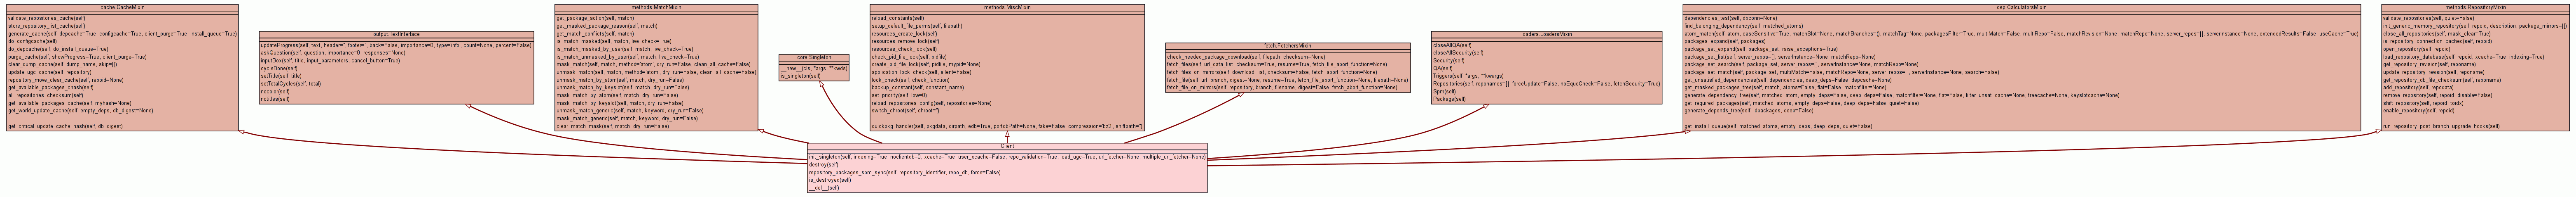 cache.CacheMixin
validate_repositories_cache(self)
store_repository_list_cache(self)
generate_cache(self, depcache=True, configcache=True, client_purge=True, install_queue=True)
do_configcache(self)
do_depcache(self, do_install_queue=True)
purge_cache(self, showProgress=True, client_purge=True)
clear_dump_cache(self, dump_name, skip=[])
update_ugc_cache(self, repository)
repository_move_clear_cache(self, repoid=None)
get_available_packages_chash(self)
all_repositories_checksum(self)
get_available_packages_cache(self, myhash=None)
get_world_update_cache(self, empty_deps, db_digest=None)
...
get_critical_update_cache_hash(self, db_digest)
output.TextInterface
updateProgress(self, text, header='', footer='', back=False, importance=0, type='info', count=None, percent=False)
askQuestion(self, question, importance=0, responses=None)
inputBox(self, title, input_parameters, cancel_button=True)
cycleDone(self)
setTitle(self, title)
setTotalCycles(self, total)
nocolor(self)
notitles(self)
methods.MatchMixin
get_package_action(self, match)
get_masked_package_reason(self, match)
get_match_conflicts(self, match)
is_match_masked(self, match, live_check=True)
is_match_masked_by_user(self, match, live_check=True)
is_match_unmasked_by_user(self, match, live_check=True)
mask_match(self, match, method='atom', dry_run=False, clean_all_cache=False)
unmask_match(self, match, method='atom', dry_run=False, clean_all_cache=False)
unmask_match_by_atom(self, match, dry_run=False)
unmask_match_by_keyslot(self, match, dry_run=False)
mask_match_by_atom(self, match, dry_run=False)
mask_match_by_keyslot(self, match, dry_run=False)
unmask_match_generic(self, match, keyword, dry_run=False)
mask_match_generic(self, match, keyword, dry_run=False)
clear_match_mask(self, match, dry_run=False)
core.Singleton
__new__(cls, *args, **kwds)
is_singleton(self)
methods.MiscMixin
reload_constants(self)
setup_default_file_perms(self, filepath)
resources_create_lock(self)
resources_remove_lock(self)
resources_check_lock(self)
check_pid_file_lock(self, pidfile)
create_pid_file_lock(self, pidfile, mypid=None)
application_lock_check(self, silent=False)
lock_check(self, check_function)
backup_constant(self, constant_name)
set_priority(self, low=0)
reload_repositories_config(self, repositories=None)
switch_chroot(self, chroot='')
...
quickpkg_handler(self, pkgdata, dirpath, edb=True, portdbPath=None, fake=False, compression='bz2', shiftpath='')
fetch.FetchersMixin
check_needed_package_download(self, filepath, checksum=None)
fetch_files(self, url_data_list, checksum=True, resume=True, fetch_file_abort_function=None)
fetch_files_on_mirrors(self, download_list, checksum=False, fetch_abort_function=None)
fetch_file(self, url, branch, digest=None, resume=True, fetch_file_abort_function=None, filepath=None)
fetch_file_on_mirrors(self, repository, branch, filename, digest=False, fetch_abort_function=None)
loaders.LoadersMixin
closeAllQA(self)
closeAllSecurity(self)
Security(self)
QA(self)
Triggers(self, *args, **kwargs)
Repositories(self, reponames=[], forceUpdate=False, noEquoCheck=False, fetchSecurity=True)
Spm(self)
Package(self)
dep.CalculatorsMixin
dependencies_test(self, dbconn=None)
find_belonging_dependency(self, matched_atoms)
atom_match(self, atom, caseSensitive=True, matchSlot=None, matchBranches=(), matchTag=None, packagesFilter=True, multiMatch=False, multiRepo=False, matchRevision=None, matchRepo=None, server_repos=[], serverInstance=None, extendedResults=False, useCache=True)
packages_expand(self, packages)
package_set_expand(self, package_set, raise_exceptions=True)
package_set_list(self, server_repos=[], serverInstance=None, matchRepo=None)
package_set_search(self, package_set, server_repos=[], serverInstance=None, matchRepo=None)
package_set_match(self, package_set, multiMatch=False, matchRepo=None, server_repos=[], serverInstance=None, search=False)
get_unsatisfied_dependencies(self, dependencies, deep_deps=False, depcache=None)
get_masked_packages_tree(self, match, atoms=False, flat=False, matchfilter=None)
generate_dependency_tree(self, matched_atom, empty_deps=False, deep_deps=False, matchfilter=None, flat=False, filter_unsat_cache=None, treecache=None, keyslotcache=None)
get_required_packages(self, matched_atoms, empty_deps=False, deep_deps=False, quiet=False)
generate_depends_tree(self, idpackages, deep=False)
...
get_install_queue(self, matched_atoms, empty_deps, deep_deps, quiet=False)
methods.RepositoryMixin
validate_repositories(self, quiet=False)
init_generic_memory_repository(self, repoid, description, package_mirrors=[])
close_all_repositories(self, mask_clear=True)
is_repository_connection_cached(self, repoid)
open_repository(self, repoid)
load_repository_database(self, repoid, xcache=True, indexing=True)
get_repository_revision(self, reponame)
update_repository_revision(self, reponame)
get_repository_db_file_checksum(self, reponame)
add_repository(self, repodata)
remove_repository(self, repoid, disable=False)
shift_repository(self, repoid, toidx)
enable_repository(self, repoid)
...
run_repository_post_branch_upgrade_hooks(self)
Client
init_singleton(self, indexing=True, noclientdb=0, xcache=True, user_xcache=False, repo_validation=True, load_ugc=True, url_fetcher=None, multiple_url_fetcher=None)
destroy(self)
repository_packages_spm_sync(self, repository_identifier, repo_db, force=False)
is_destroyed(self)
__del__(self)